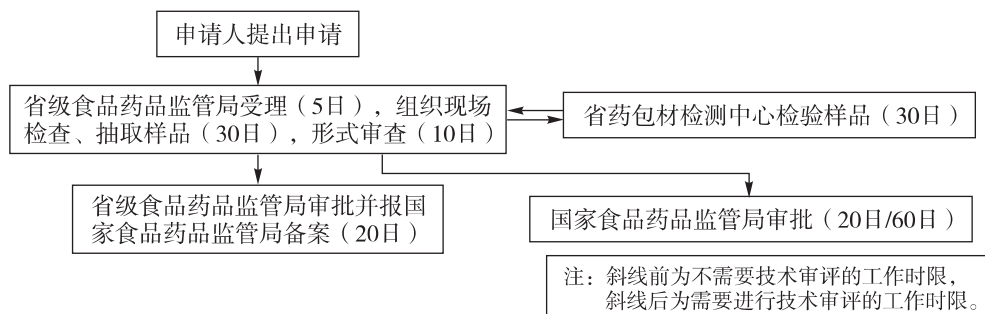 申请人提出申请
省级食品药品监管局受理（5日），组织现场
检查、抽取样品（30日），形式审查（10日）
省药包材检测中心检验样品（30日）
省级食品药品监管局审批并报国
家食品药品监管局备案（20日）
国家食品药品监管局审批（20日/60日）
注：斜线前为不需要技术审评的工作时限，
斜线后为需要进行技术审评的工作时限。